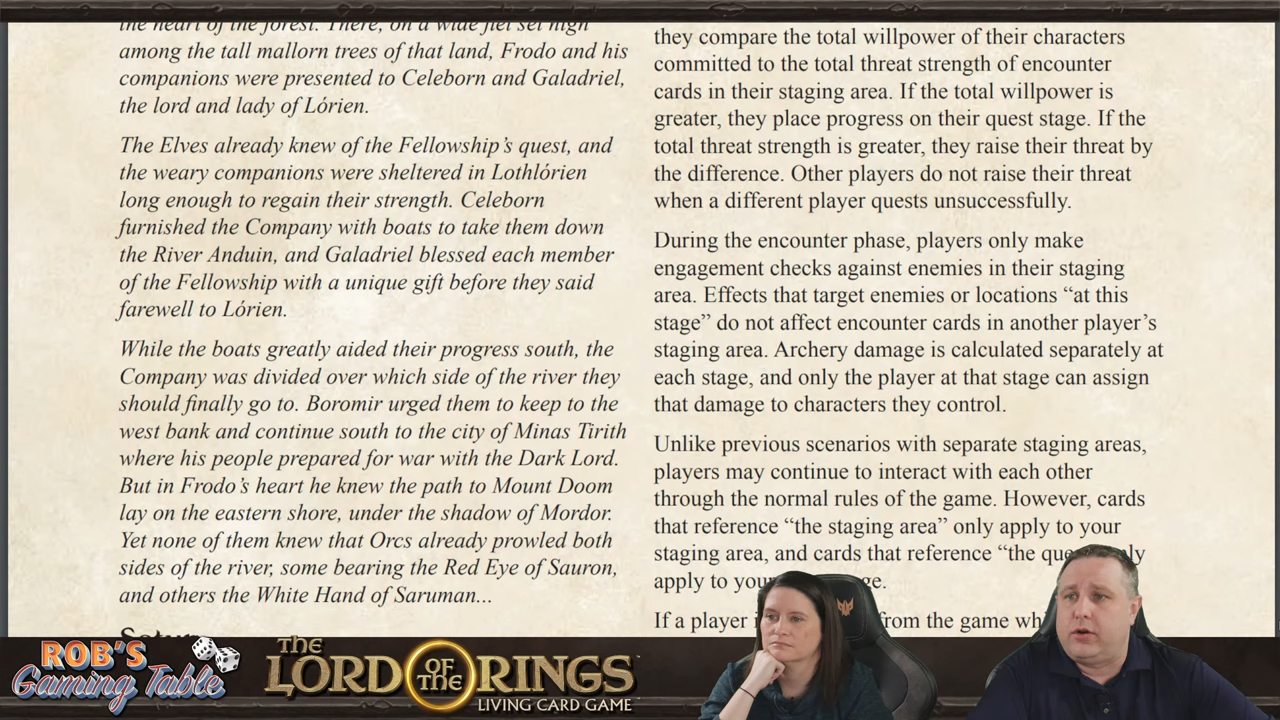 the heart of the forest. There, on a wide flet set high
among the tall mallorn trees of that land, Frodo and his
companions were presented to Celeborn and Galadriel,
the lord and lady of Lórien.
The Elves already knew of the Fellowship’s quest, and
the weary companions were sheltered in Lothlórien
long enough to regain their strength. Celeborn
furnished the Company with boats to take them down
the River Anduin, and Galadriel blessed each member
of the Fellowship with a unique gift before they said
farewell to Lórien.
While the boats greatly aided their progress south, the
Company was divided over which side of the river they
should finally go to. Boromir urged them to keep to the
west bank and continue south to the city of Minas Tirith
where his people prepared for war with the Dark Lord.
But in Frodo’s heart he knew the path to Mount Doom
lay on the eastern shore, under the shadow of Mordor.
Yet none of them knew that Orcs already prowled both
sides of the river, some bearing the Red Eye of Sauron,
and others the White Hand of Saruman...
they compare the total willpower of their characters
committed to the total threat strength of encounter
cards in their staging area. If the total willpower is
greater, they place progress on their quest stage. If the
total threat strength is greater, they raise their threat by
the difference. Other players do not raise their threat
when a different player quests unsuccessfully.
During the encounter phase, players only make
engagement checks against enemies in their staging
area. Effects that target enemies or locations “at this
stage” do not affect encounter cards in another player’s
staging area. Archery damage is calculated separately at
each stage, and only the player at that stage can assign
that damage to characters they control.
Unlike previous scenarios with separate staging areas,
players may continue to interact with each other
through the normal rules of the game. However, cards
that reference “the staging area” only apply to your
staging area, and cards that reference “the
apply to
If a player from the game
ROB'S
Gaming Table
THE
LORD OF THE RINGS
LIVING CARD GAME